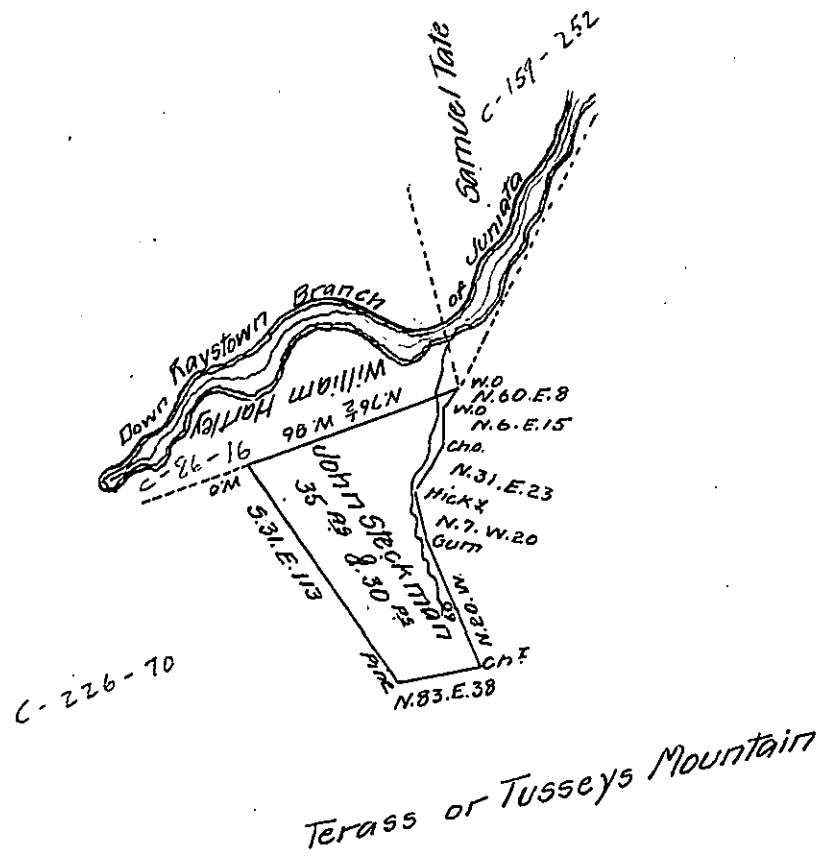 Samuel Tate
C-159-252
Down Raystown Branch of Juniata
William Hartley
C-86-16
N.76½ W. 86
W.O
N.60.E.8
W.O
N.6.E.15
Ch.o.
N.31.E.23
Hick.y
N.7.W.20
Gum
N.20.W.
Ch.t
N.83.E.38
Pine
S.31.E.113
W.O
John Steckman
35 As & 30 Ps
C-226-70
Terass or Tusseys Mountain